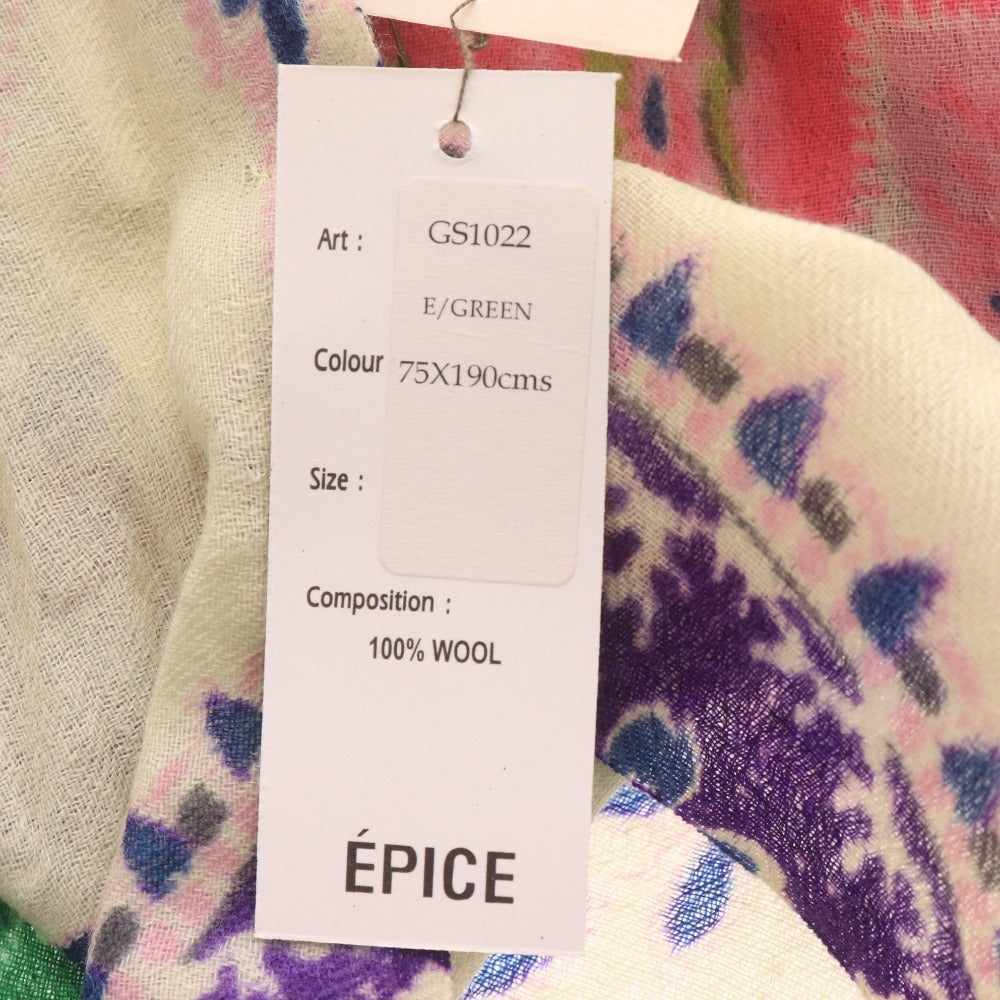 Art : GS1022
E/GREEN
Colour 75X190cms
Size :
Composition :
100% WOOL
ÉPICE